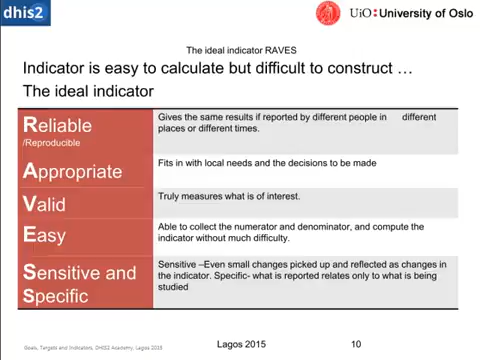 dhis2
UiO:University of Oslo
The ideal indicator RAVES
Indicator is easy to calculate but difficult to construct …
The ideal indicator
Reliable
/Reproducible
Gives the same results if reported by different people in different
places or different times.
Appropriate
Fits in with local needs and the decisions to be made
Valid
Truly measures what is of interest.
Easy
Able to collect the numerator and denominator, and compute the
indicator without much difficulty.
Sensitive and
Specific
Sensitive –Even small changes picked up and reflected as changes in
the indicator. Specific- what is reported relates only to what is being
studied
Goals, Targets and Indicators, DHIS2 Academy, Lagos 2015
Lagos 2015
10